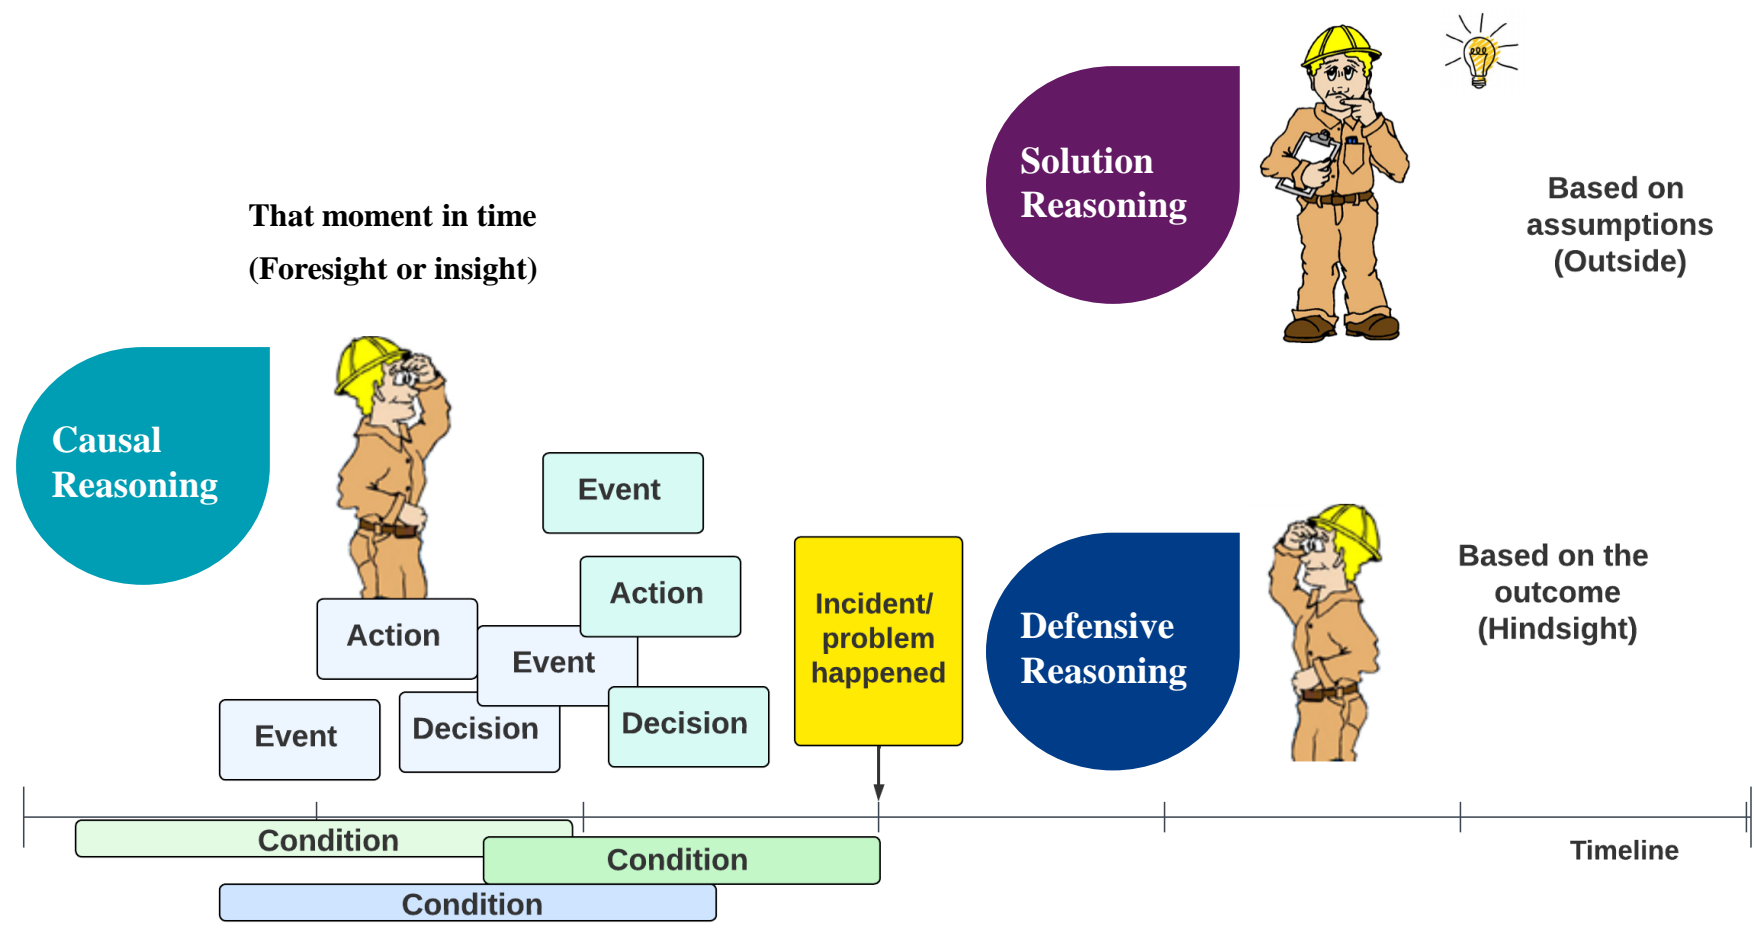 Solution
Reasoning
Based on
assumptions
(Outside)
That moment in time
(Foresight or insight)
Causal
Reasoning
Event
Action
Incident/
problem
happened
Defensive
Reasoning
Based on the
outcome
(Hindsight)
Action
Event
Event
Decision
Decision
Condition
Condition
Condition
Timeline